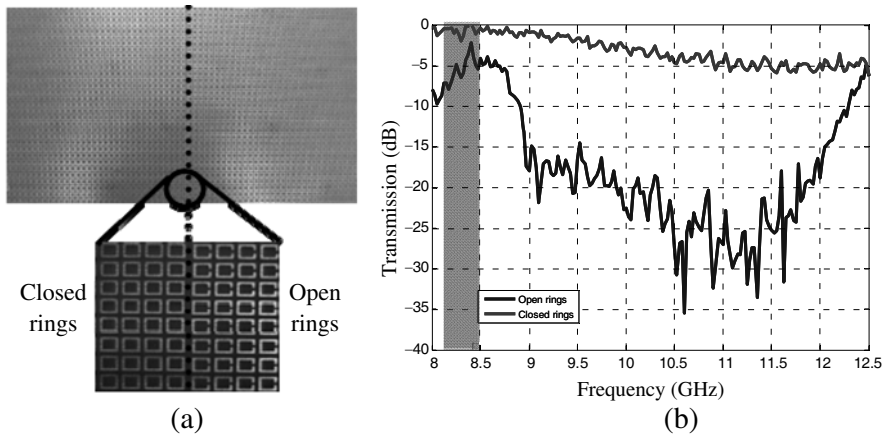 Closed
rings
Open
rings
(a)
(b)
Transmission (dB)
0
−5
−10
−15
−20
−25
−30
−35
−40
Open rings
Closed rings
8
8.5
9
9.5
10
10.5
11
11.5
12
12.5
Frequency (GHz)